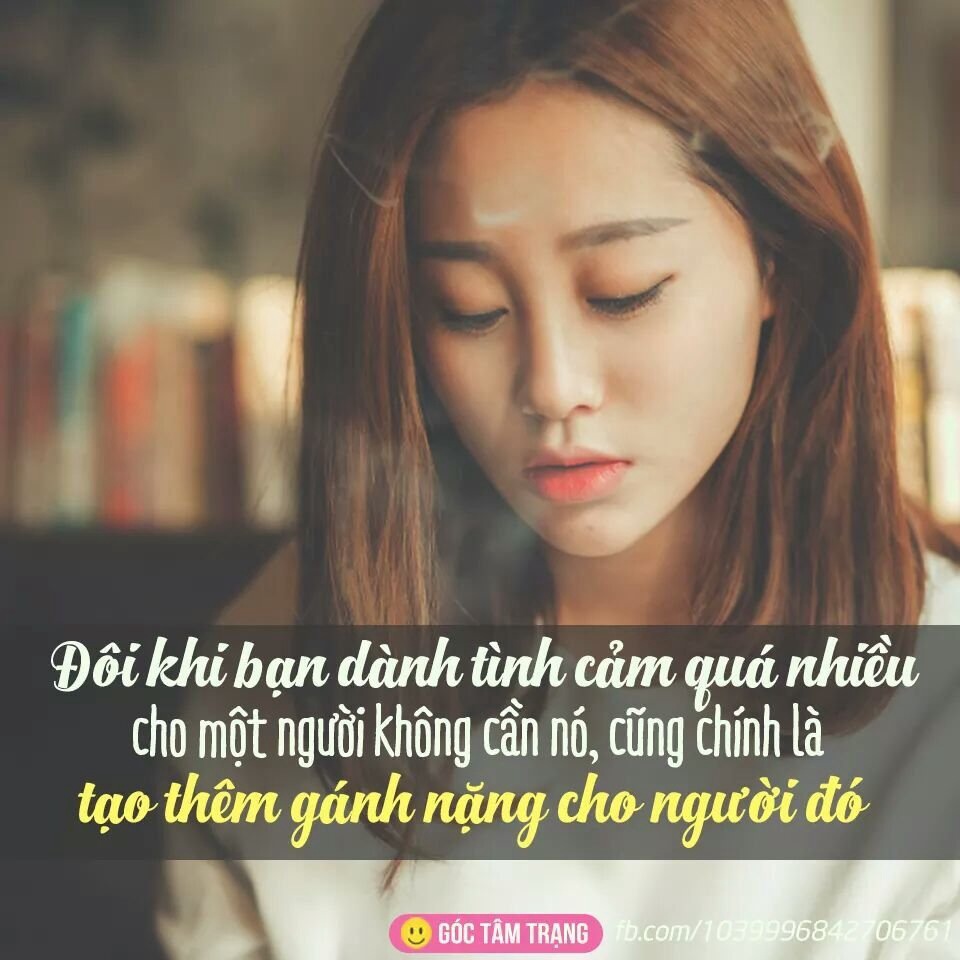 Đôi khi bạn dành tình cảm quá nhiều
cho một người không cần nó, cũng chính là
tạo thêm gánh nặng cho người đó
GÓC TÂM TRẠNG fb.com/1039996842706761